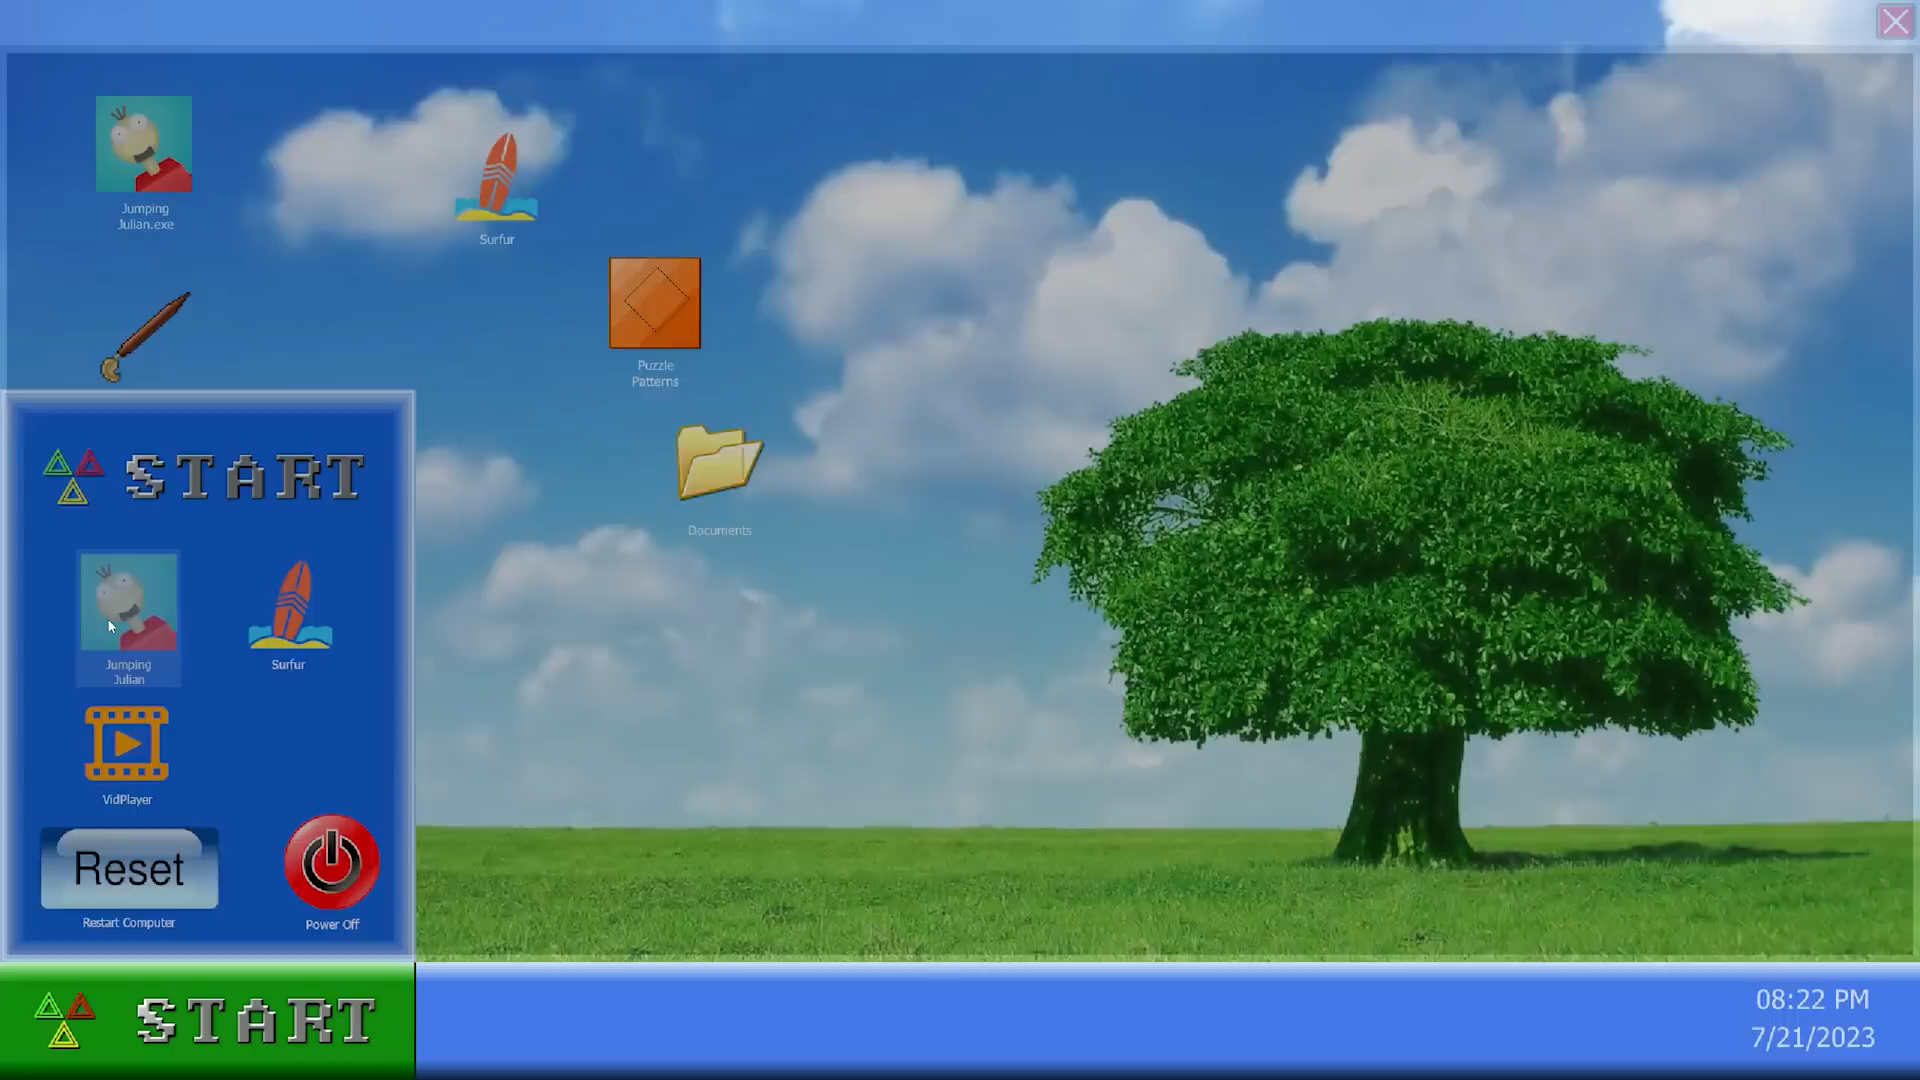 Jumping
Julian.exe
Surfur
Puzzle
Patterns
Documents
START
Jumping
Julian
Surfur
VidPlayer
Reset
Restart Computer
Power Off
START
08:22 PM
7/21/2023